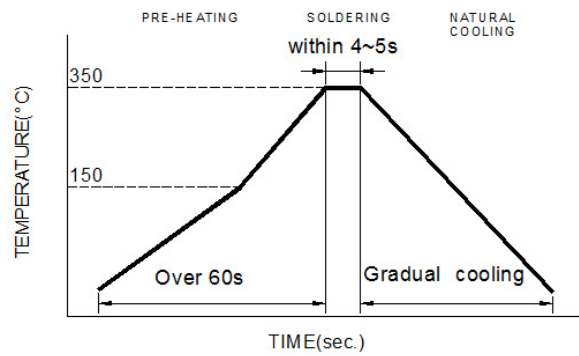 PRE-HEATING SOLDERING NATURAL
COOLING
within 4~5s
350
150
TEMPERATURE(°C)
Over 60s
Gradual cooling
TIME(sec.)